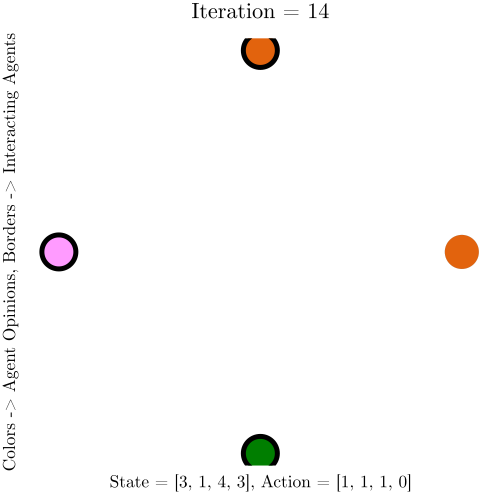 Iteration = 14
Colors -> Agent Opinions, Borders -> Interacting Agents
State = [3, 1, 4, 3], Action = [1, 1, 1, 0]